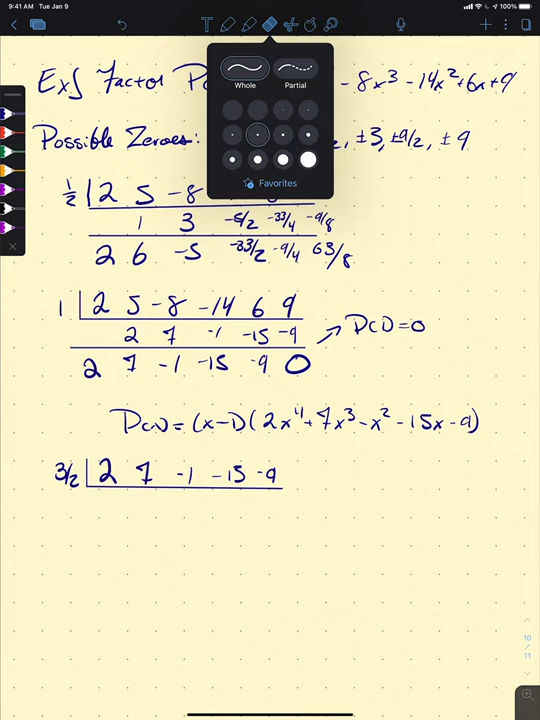 9:41 AM Tue Jan 9 100%
Ex) Factor - 8x³ - 14x² + 6x + 9
Whole Partial
Possible Zeroes: , ±3, ±9/2, ± 9
Favorites
1/2 | 2 5 -8
1 3 -5/2 -33/4 -9/8
2 6 -5 -33/2 -9/4 63/8
1 | 2 5 -8 -14 6 9
2 7 -1 -15 -9 → P(1) = 0
2 7 -1 -15 -9 0
P(x) = (x-1)(2x⁴ + 7x³ - x² - 15x - 9)
3/2 | 2 7 -1 -15 -9
10
/
11